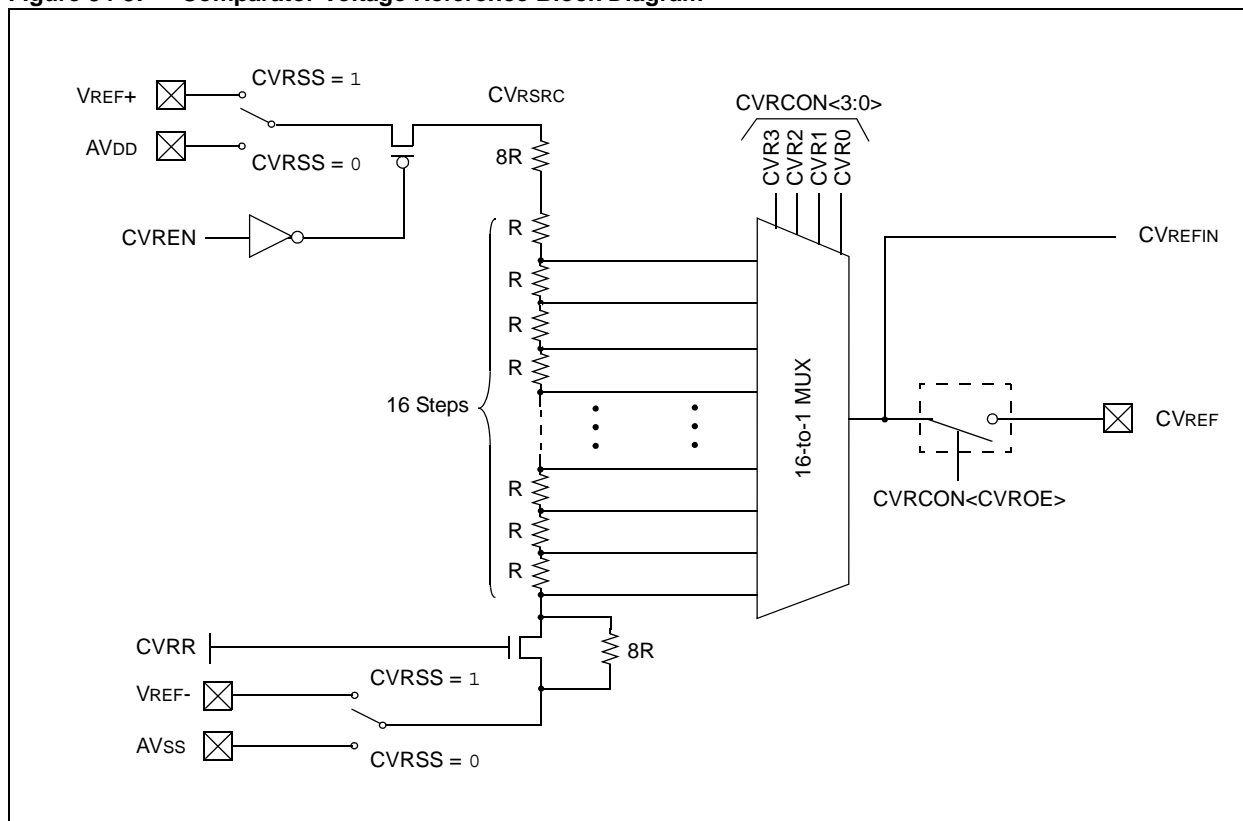 Figure 34-3: Comparator Voltage Reference Block Diagram
VREF+
CVRSS = 1
AVDD
CVRSS = 0
CVREN
CVRSRC
8R
R
R
R
R
16 Steps
R
R
R
CVRCON<3:0>
CVR3
CVR2
CVR1
CVR0
16-to-1 MUX
CVREFIN
CVREF
CVRCON<CVROE>
CVRR
8R
VREF-
CVRSS = 1
AVSS
CVRSS = 0